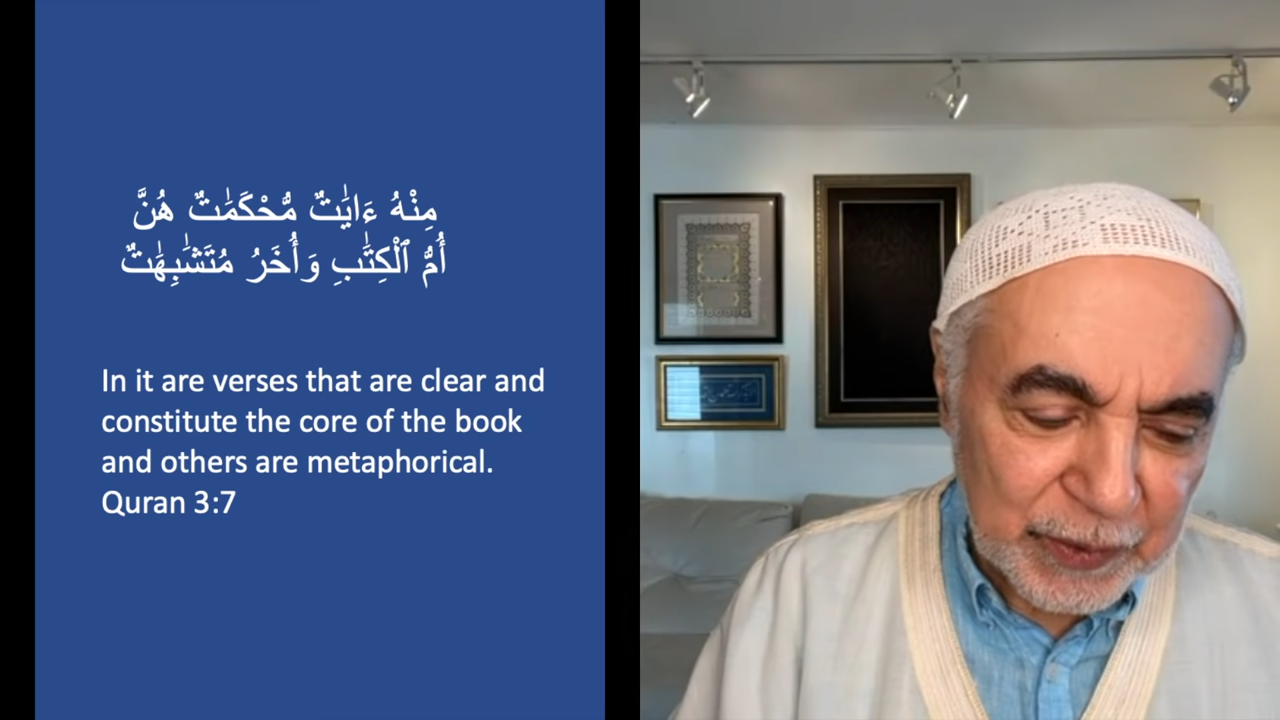 مِنْهُ ءَايَٰتٌ مُّحْكَمَٰتٌ هُنَّ
أُمُّ ٱلْكِتَٰبِ وَأُخَرُ مُتَشَٰبِهَٰتٌ
In it are verses that are clear and
constitute the core of the book
and others are metaphorical.
Quran 3:7